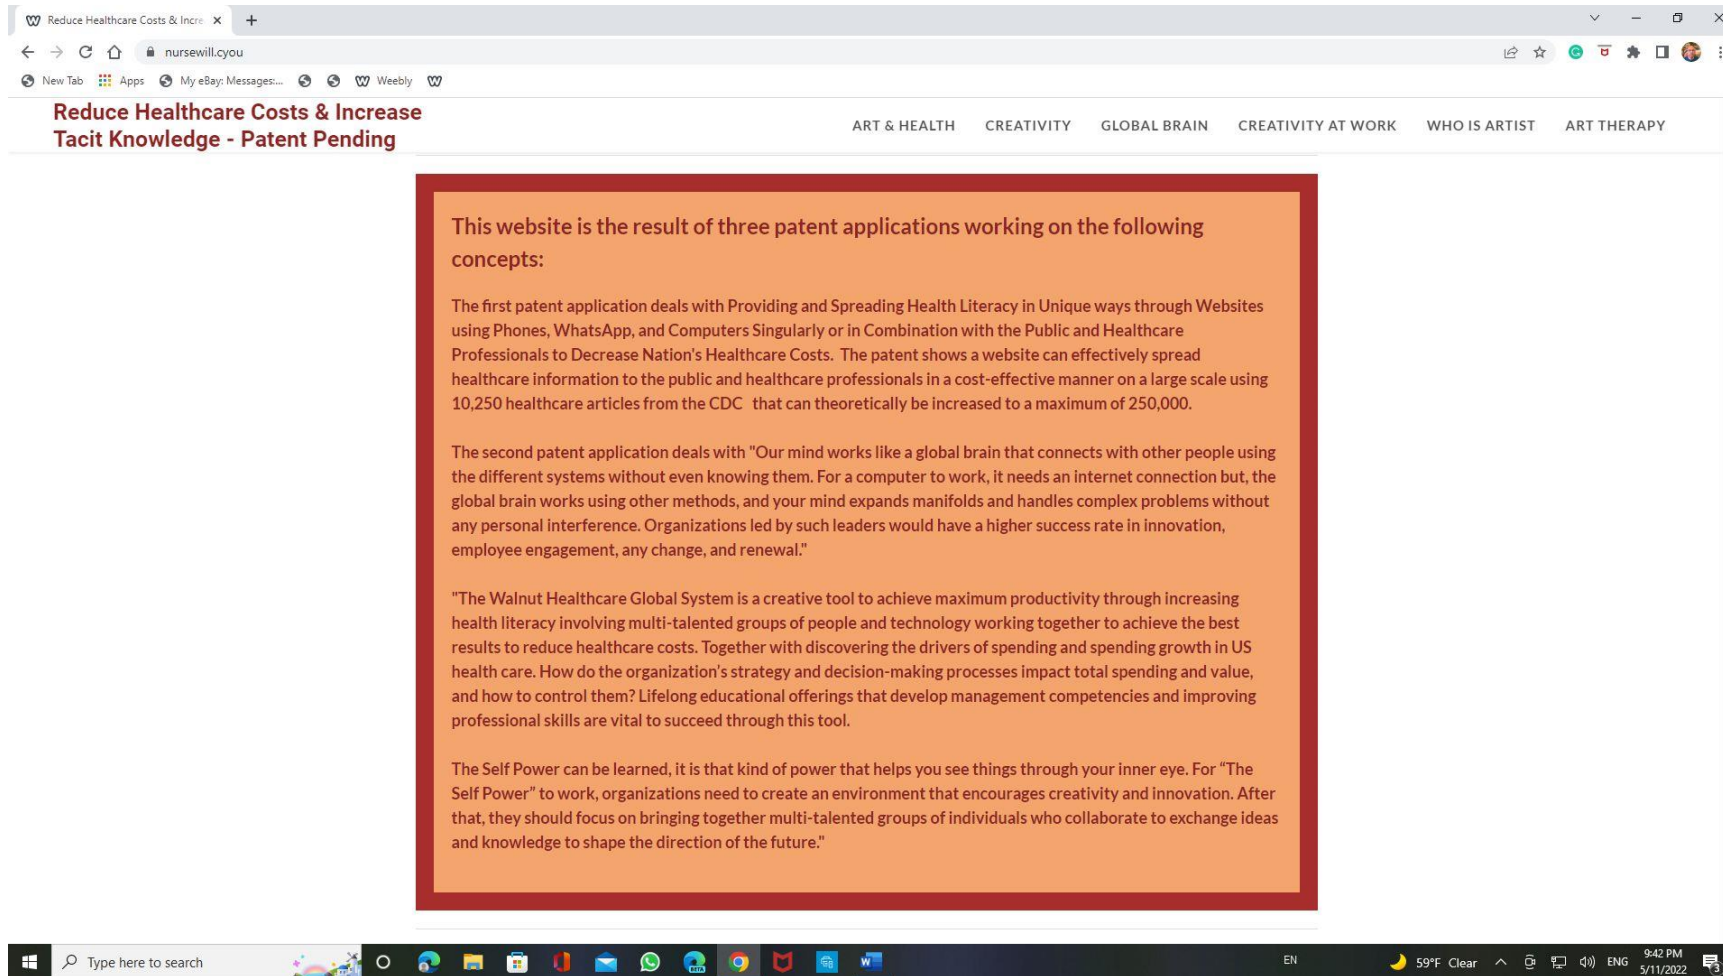 Reduce Healthcare Costs & Incre
nursewill.cyou
New Tab Apps My eBay: Messages:... Weebly
Reduce Healthcare Costs & Increase
Tacit Knowledge - Patent Pending
ART & HEALTH CREATIVITY GLOBAL BRAIN CREATIVITY AT WORK WHO IS ARTIST ART THERAPY
This website is the result of three patent applications working on the following
concepts:
The first patent application deals with Providing and Spreading Health Literacy in Unique ways through Websites
using Phones, WhatsApp, and Computers Singularly or in Combination with the Public and Healthcare
Professionals to Decrease Nation's Healthcare Costs. The patent shows a website can effectively spread
healthcare information to the public and healthcare professionals in a cost-effective manner on a large scale using
10,250 healthcare articles from the CDC that can theoretically be increased to a maximum of 250,000.
The second patent application deals with "Our mind works like a global brain that connects with other people using
the different systems without even knowing them. For a computer to work, it needs an internet connection but, the
global brain works using other methods, and your mind expands manifolds and handles complex problems without
any personal interference. Organizations led by such leaders would have a higher success rate in innovation,
employee engagement, any change, and renewal."
"The Walnut Healthcare Global System is a creative tool to achieve maximum productivity through increasing
health literacy involving multi-talented groups of people and technology working together to achieve the best
results to reduce healthcare costs. Together with discovering the drivers of spending and spending growth in US
health care. How do the organization's strategy and decision-making processes impact total spending and value,
and how to control them? Lifelong educational offerings that develop management competencies and improving
professional skills are vital to succeed through this tool.
The Self Power can be learned, it is that kind of power that helps you see things through your inner eye. For “The
Self Power” to work, organizations need to create an environment that encourages creativity and innovation. After
that, they should focus on bringing together multi-talented groups of individuals who collaborate to exchange ideas
and knowledge to shape the direction of the future."
Type here to search
BETA
EN
59°F Clear
ENG
9:42 PM
5/11/2022